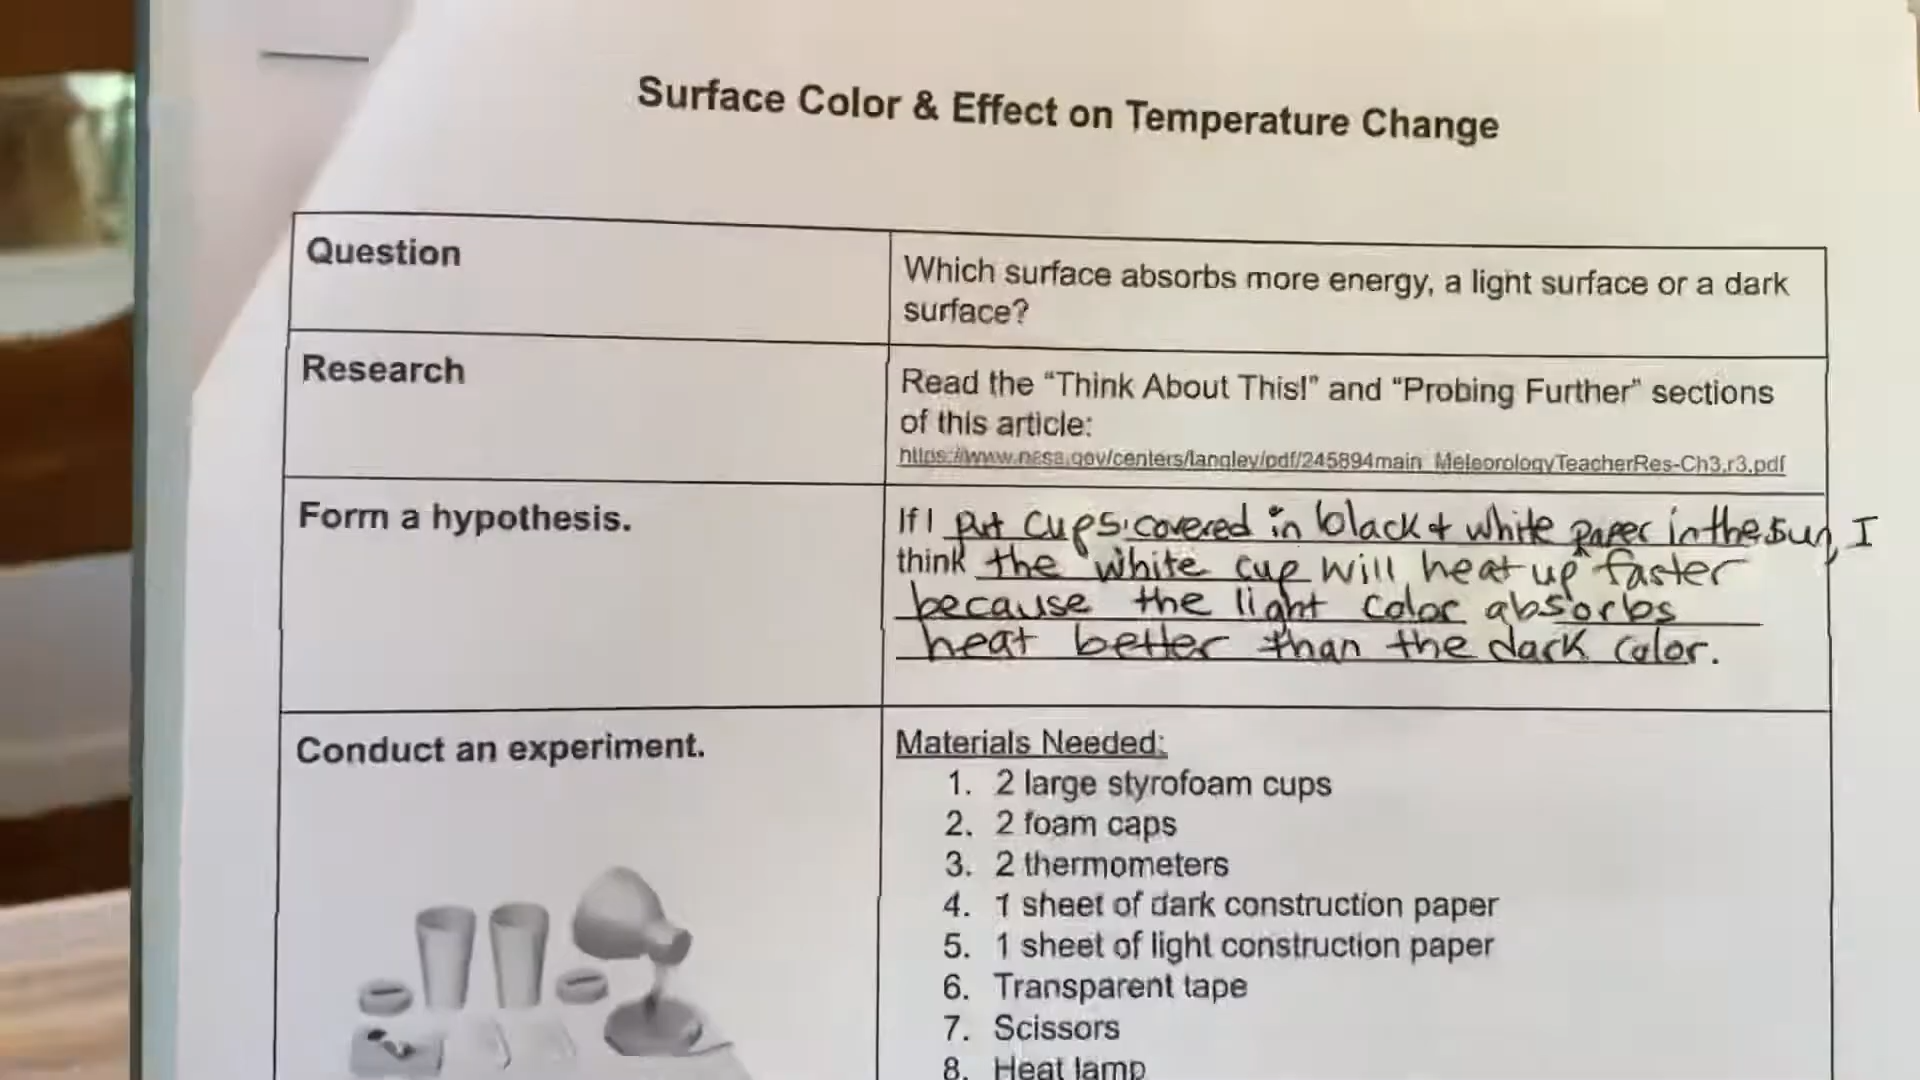 Surface Color & Effect on Temperature Change
Question
Which surface absorbs more energy, a light surface or a dark
surface?
Research
Read the “Think About This!” and “Probing Further” sections
of this article:
https://www.nasa.gov/centers/langley/pdf/245894main_MeteorologyTeacherRes-Ch3.r3.pdf
Form a hypothesis.
If I put cups covered in black + white paper in the sun, I
think the white cup will heat up faster
because the light color absorbs
heat better than the dark color.
Conduct an experiment.
Materials Needed:
1. 2 large styrofoam cups
2. 2 foam caps
3. 2 thermometers
4. 1 sheet of dark construction paper
5. 1 sheet of light construction paper
6. Transparent tape
7. Scissors
8. Heat lamp